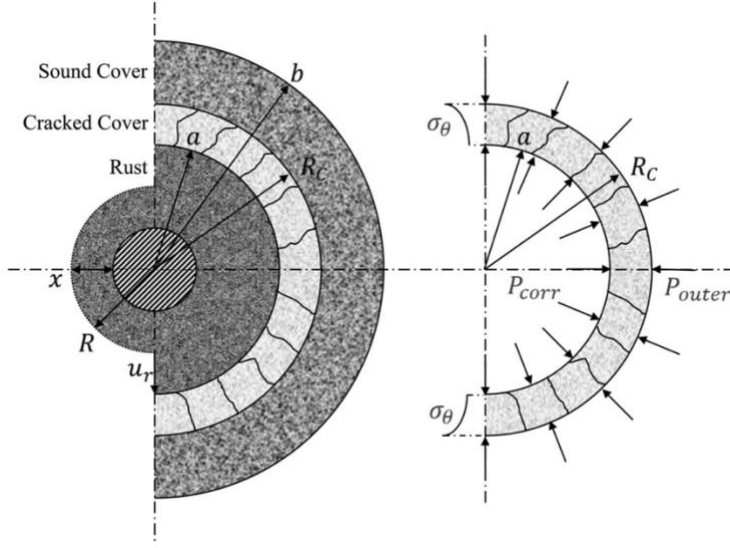 Sound Cover
b
Cracked Cover
a
Rust
R_C
x
R
u_r
σ_θ
a
R_C
P_corr
P_outer
σ_θ